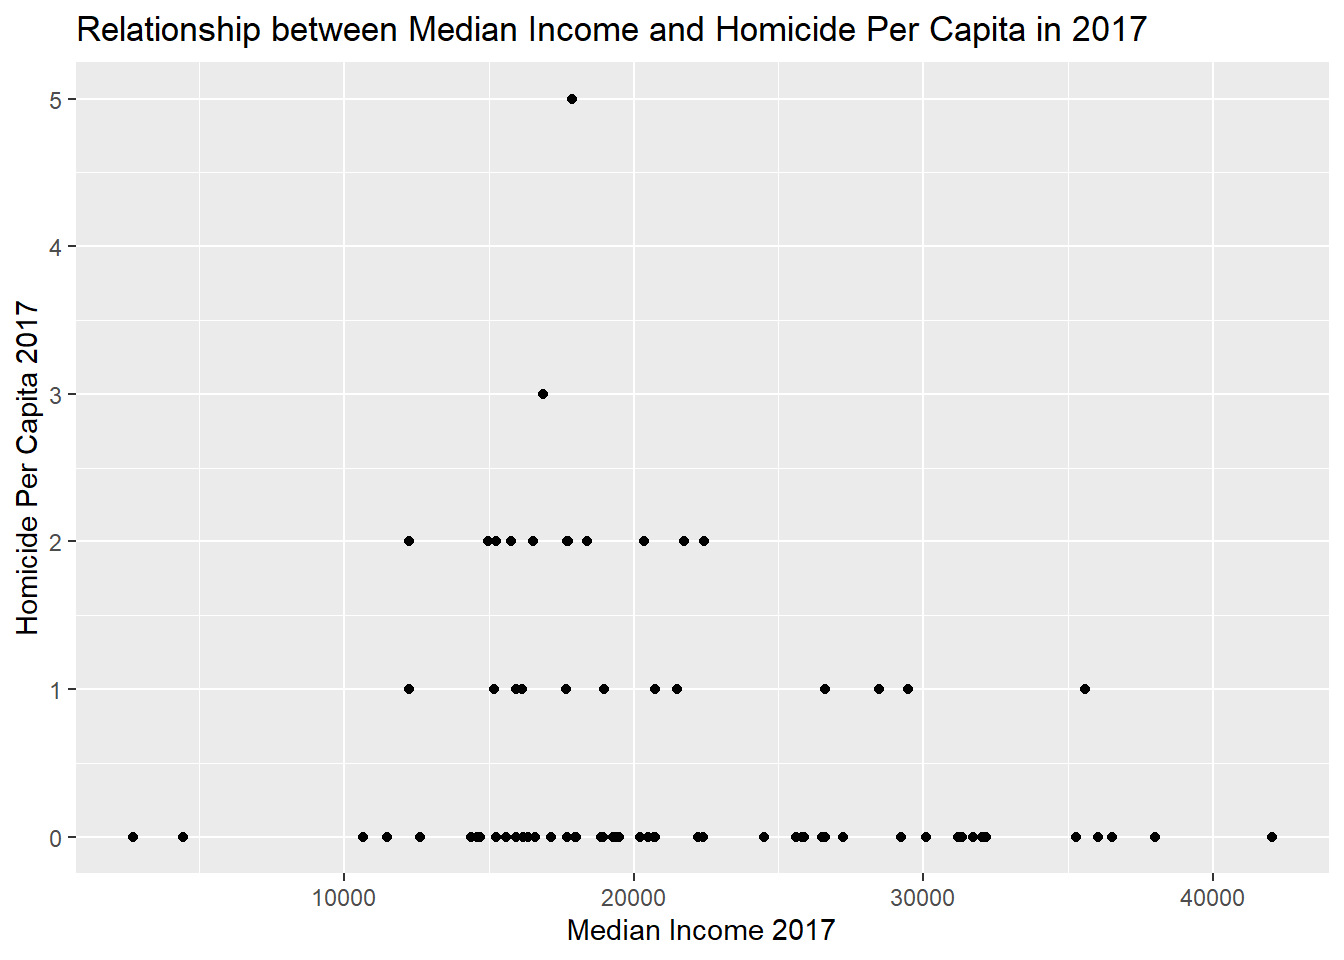 Relationship between Median Income and Homicide Per Capita in 2017
Homicide Per Capita 2017
5
4
3
2
1
0
10000 20000 30000 40000
Median Income 2017